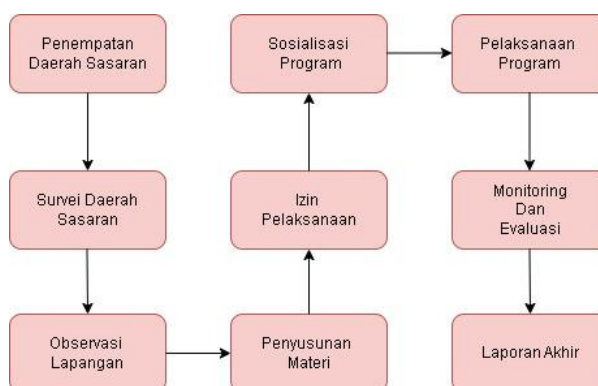 Penempatan
Daerah Sasaran
Survei Daerah
Sasaran
Observasi
Lapangan
Penyusunan
Materi
Izin
Pelaksanaan
Sosialisasi
Program
Pelaksanaan
Program
Monitoring
Dan
Evaluasi
Laporan Akhir